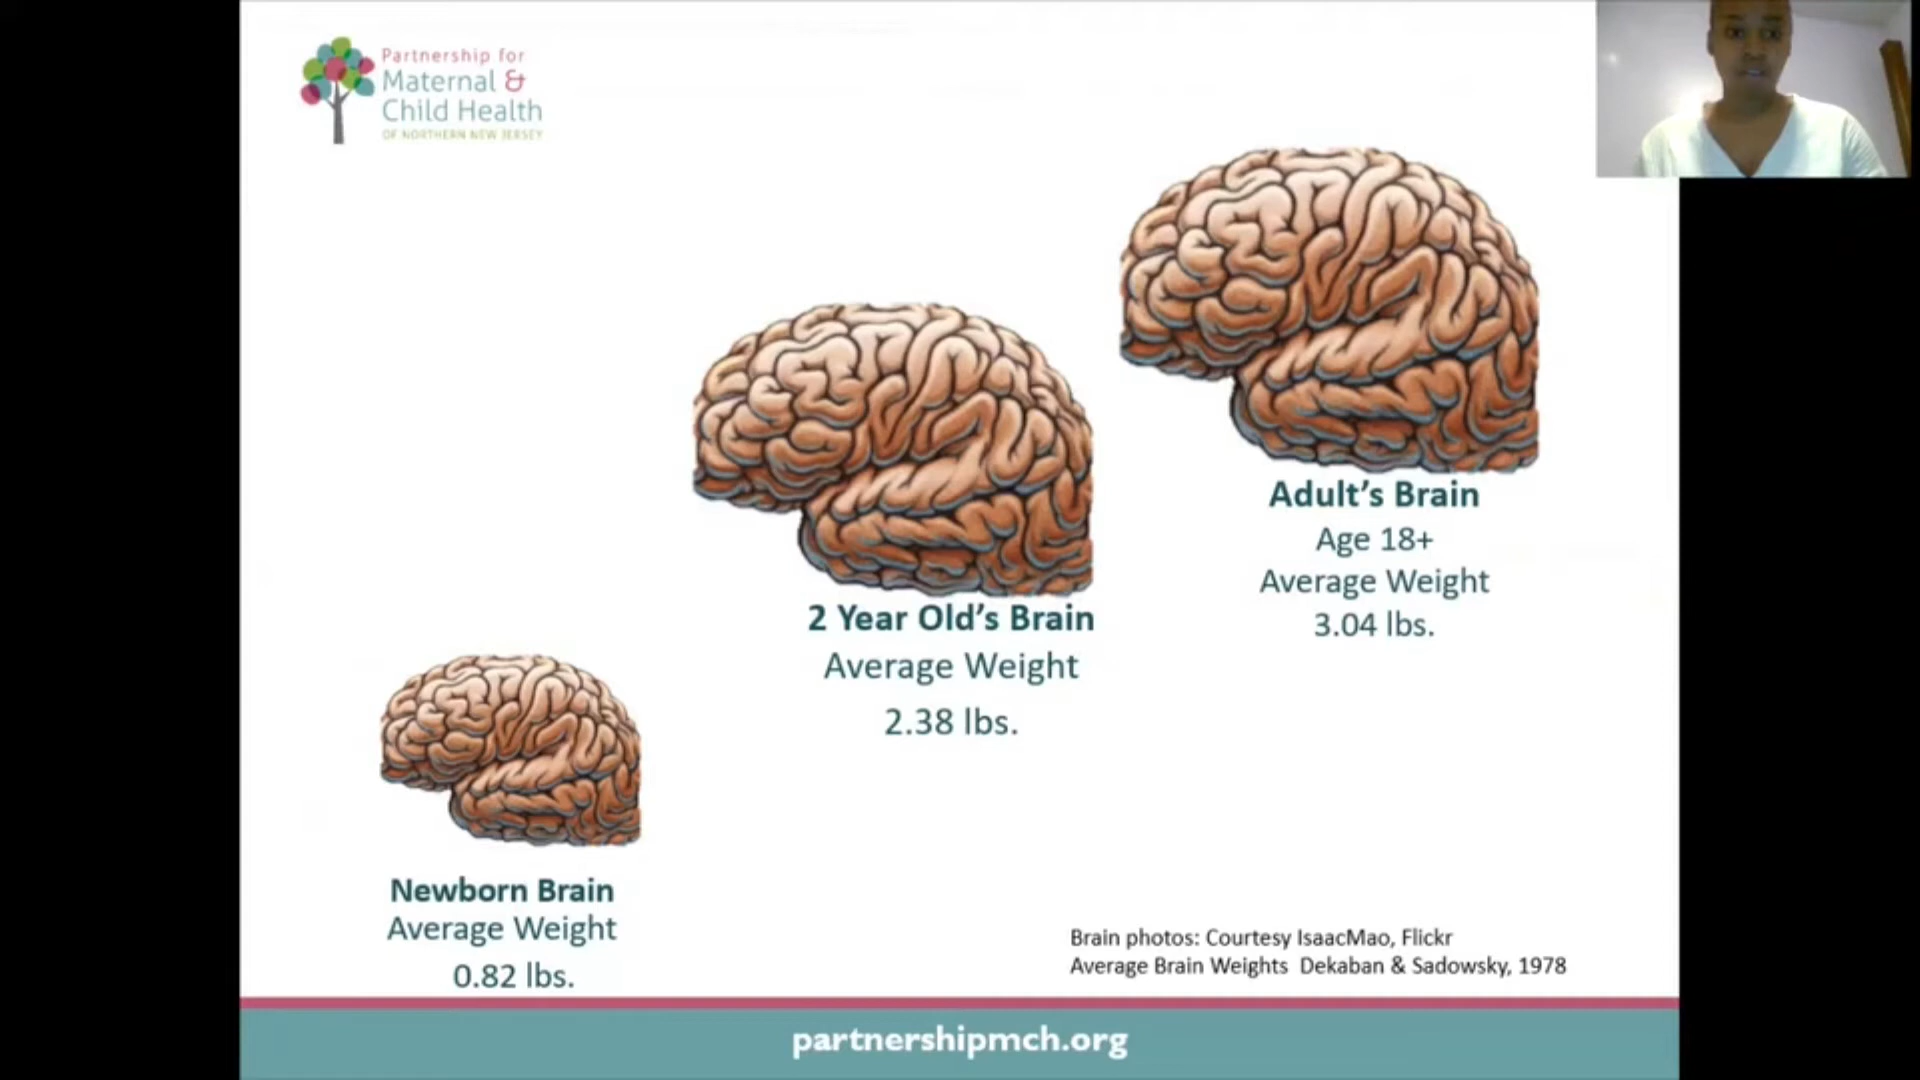 Partnership for
Maternal &
Child Health
OF NORTHERN NEW JERSEY
Adult's Brain
Age 18+
Average Weight
3.04 lbs.
2 Year Old's Brain
Average Weight
2.38 lbs.
Newborn Brain
Average Weight
0.82 lbs.
Brain photos: Courtesy IsaacMao, Flickr
Average Brain Weights Dekaban & Sadowsky, 1978
partnershipmch.org